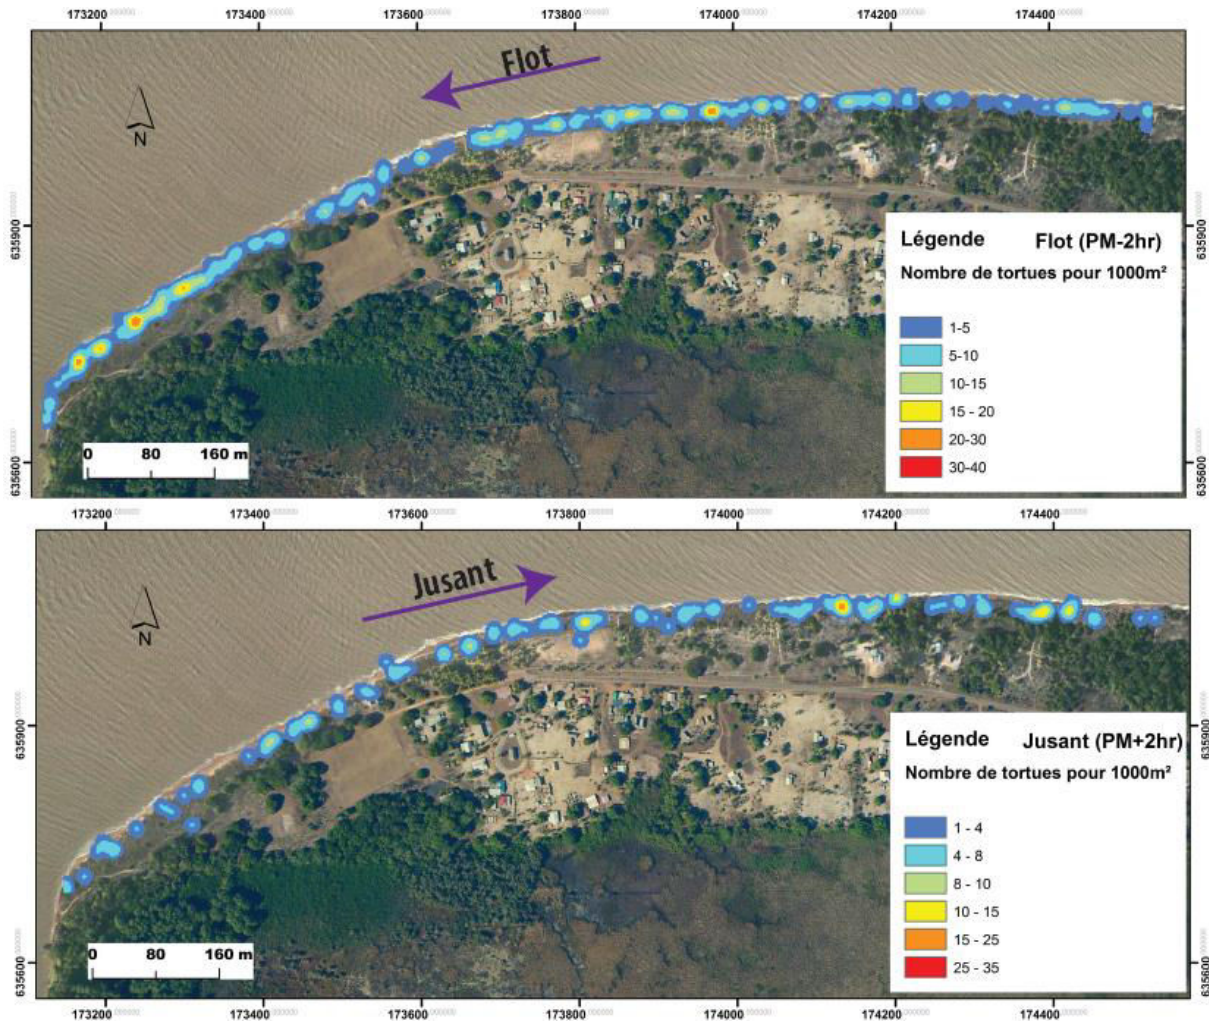 173200 173400 173600 173800 174000 174200 174400
Flot
N
635900 635900
Légende Flot (PM-2hr)
Nombre de tortues pour 1000m²
1-5
5-10
10-15
15 - 20
20-30
30-40
0 80 160 m
635600 635600
173200 173400 173600 173800 174000 174200 174400
Jusant
N
635900 635900
Légende Jusant (PM+2hr)
Nombre de tortues pour 1000m²
1 - 4
4 - 8
8 - 10
10 - 15
15 - 25
25 - 35
0 80 160 m
635600 635600
173200 173400 173600 173800 174000 174200 174400